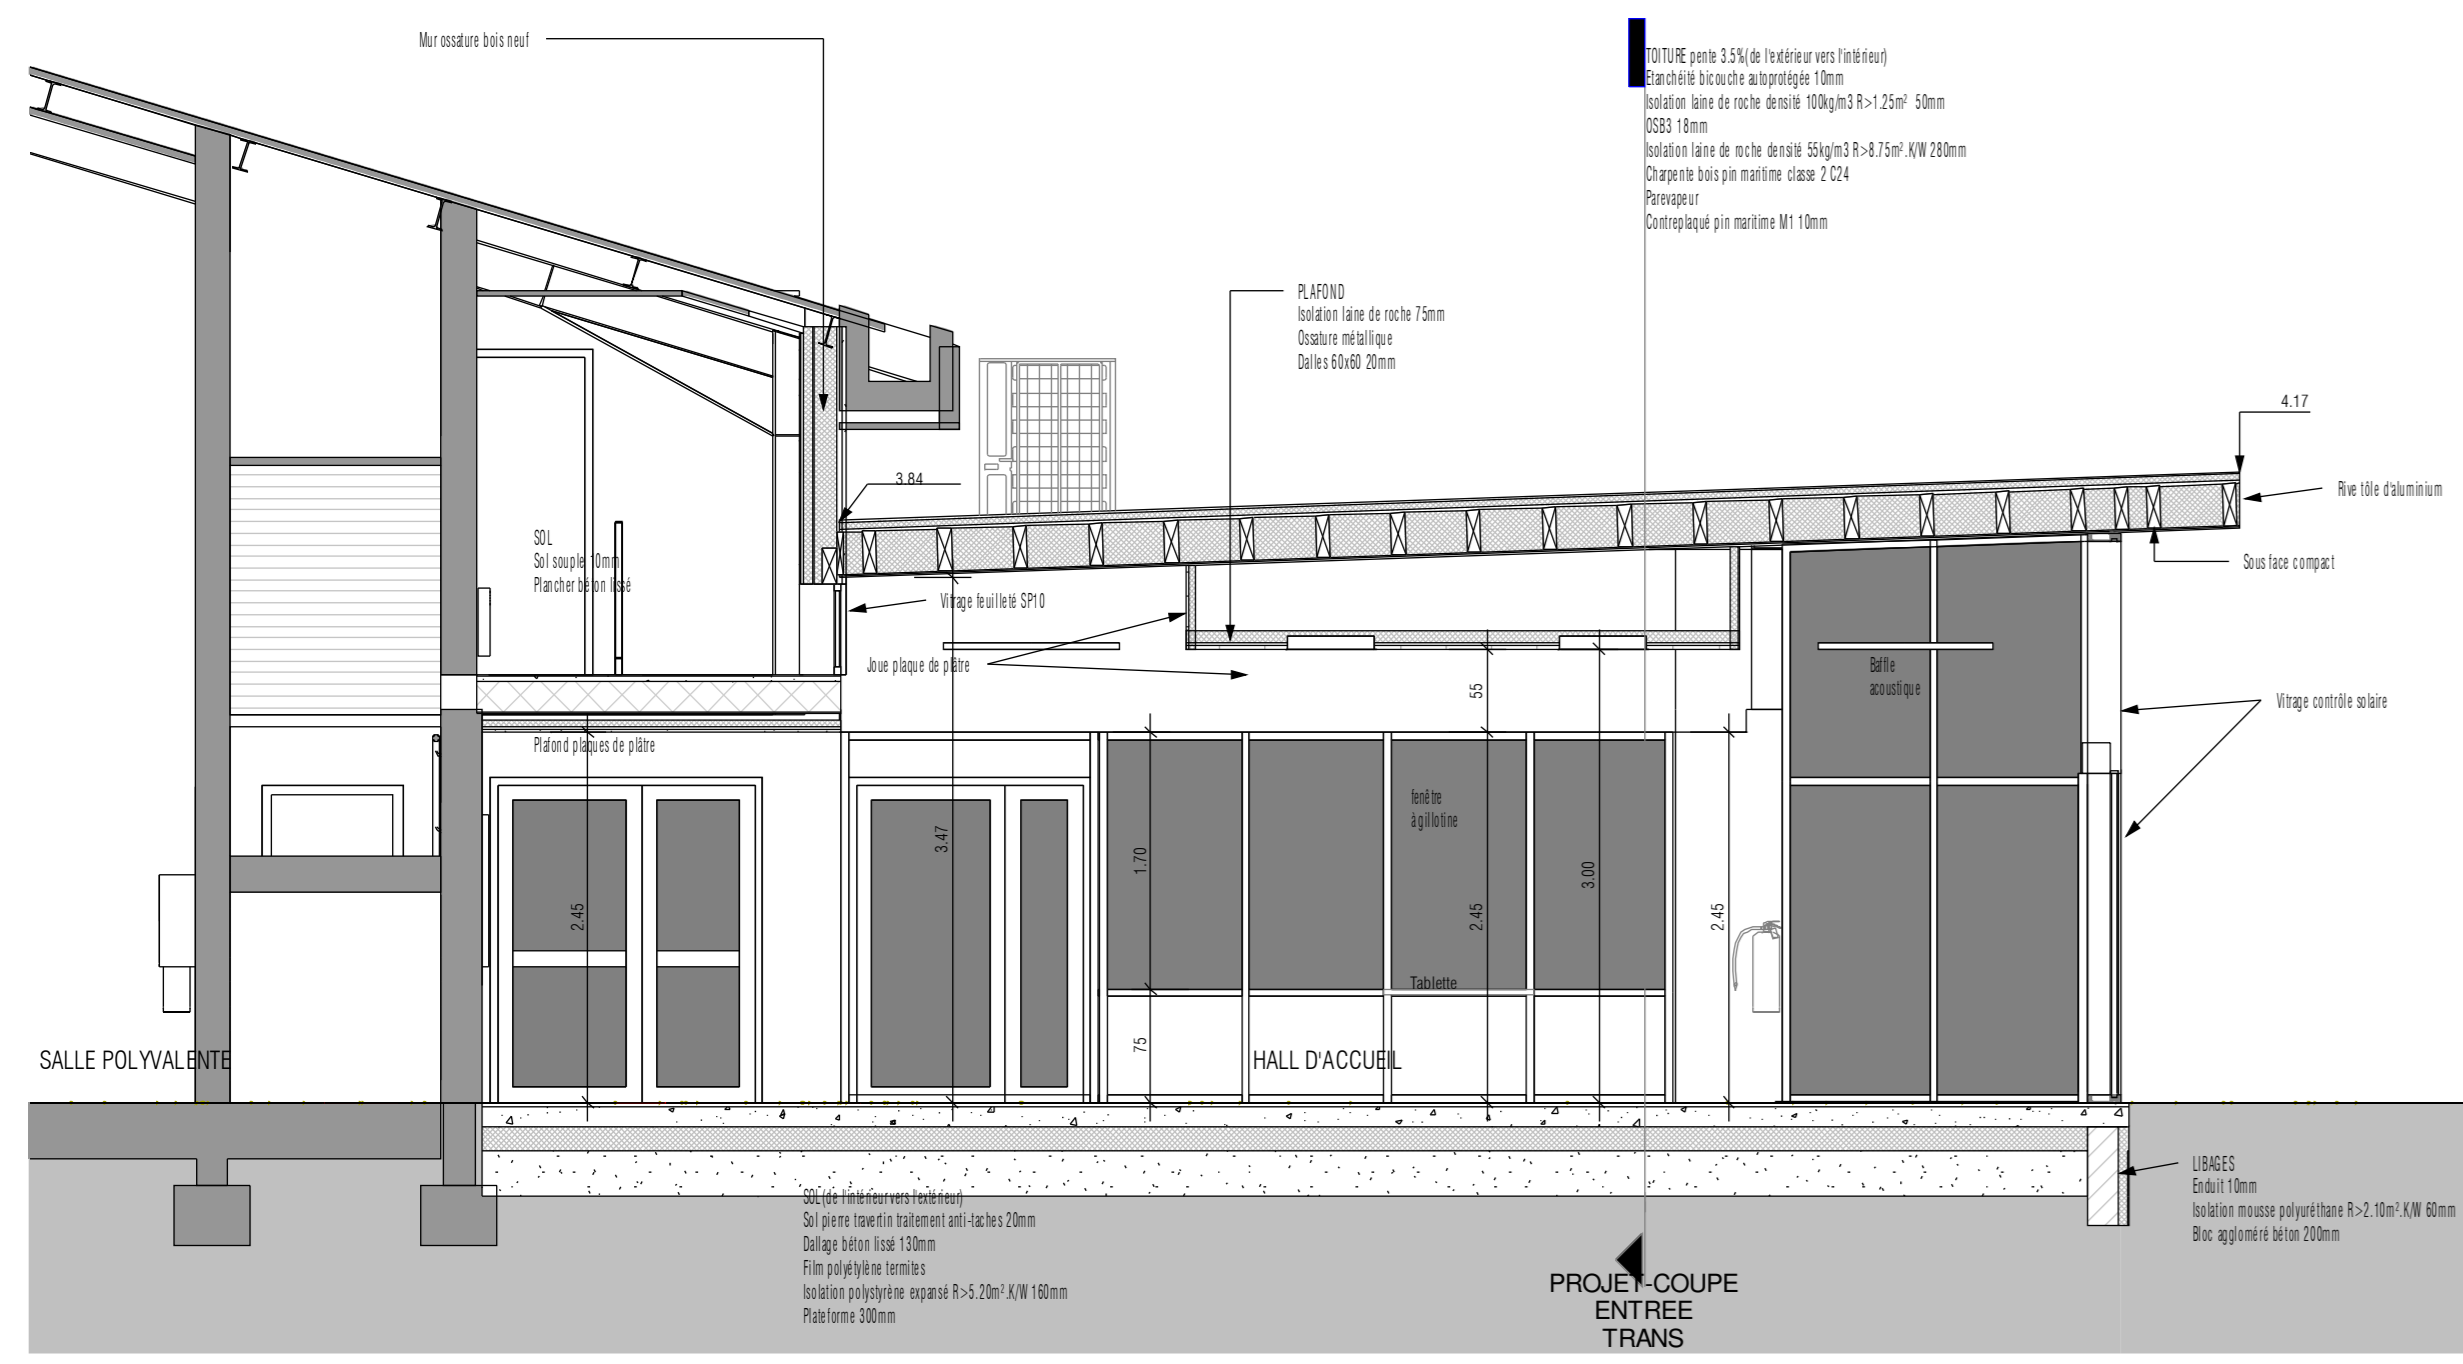 Mur ossature bois neuf
TOITURE pente 3.5%(de l'extérieur vers l'intérieur)
Etanchéité bicouche autoprotégée 10mm
Isolation laine de roche densité 100kg/m3 R>1.25m² 50mm
OSB3 18mm
Isolation laine de roche densité 55kg/m3 R>8.75m².K/W 280mm
Charpente bois pin maritime classe 2 C24
Parevapeur
Contreplaqué pin maritime M1 10mm
PLAFOND
Isolation laine de roche 75mm
Ossature métallique
Dalles 60x60 20mm
4.17
3.84
Rive tôle d'aluminium
SOL
Sol souple 10mm
Plancher béton lissé
Sous face compact
Vitrage feuilleté SP10
Joue plaque de plâtre
Baffle
acoustique
55
Vitrage contrôle solaire
Plafond plaques de plâtre
fenêtre
à gillotine
3.47
1.70
3.00
2.45
2.45
2.45
Tablette
75
SALLE POLYVALENTE
HALL D'ACCUEIL
LIBAGES
Enduit 10mm
Isolation mousse polyuréthane R>2.10m².K/W 60mm
Bloc aggloméré béton 200mm
SOL(de l'intérieur vers l'extérieur)
Sol pierre travertin traitement anti-taches 20mm
Dallage béton lissé 130mm
Film polyétylène termites
Isolation polystyrène expansé R>5.20m².K/W 160mm
Plateforme 300mm
PROJET-COUPE
ENTREE
TRANS